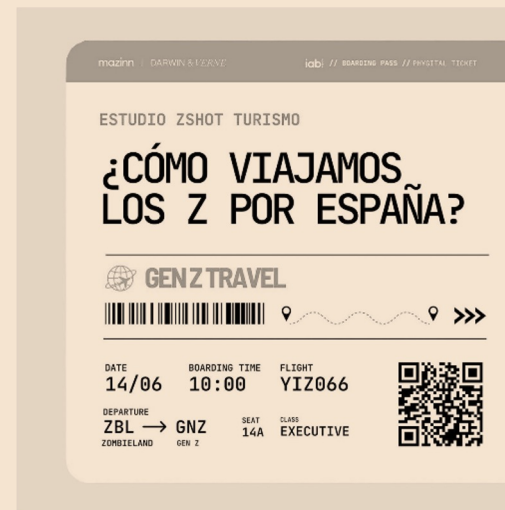 mazinn | DARWIN & VERNE
iab // BOARDING PASS // PHYGITAL TICKET
ESTUDIO ZSHOT TURISMO
¿CÓMO VIAJAMOS
LOS Z POR ESPAÑA?
GEN Z TRAVEL
>>>
DATE BOARDING TIME FLIGHT
14/06 10:00 YIZ066
DEPARTURE
ZBL → GNZ
ZOMBIELAND GEN Z
SEAT CLASS
14A EXECUTIVE